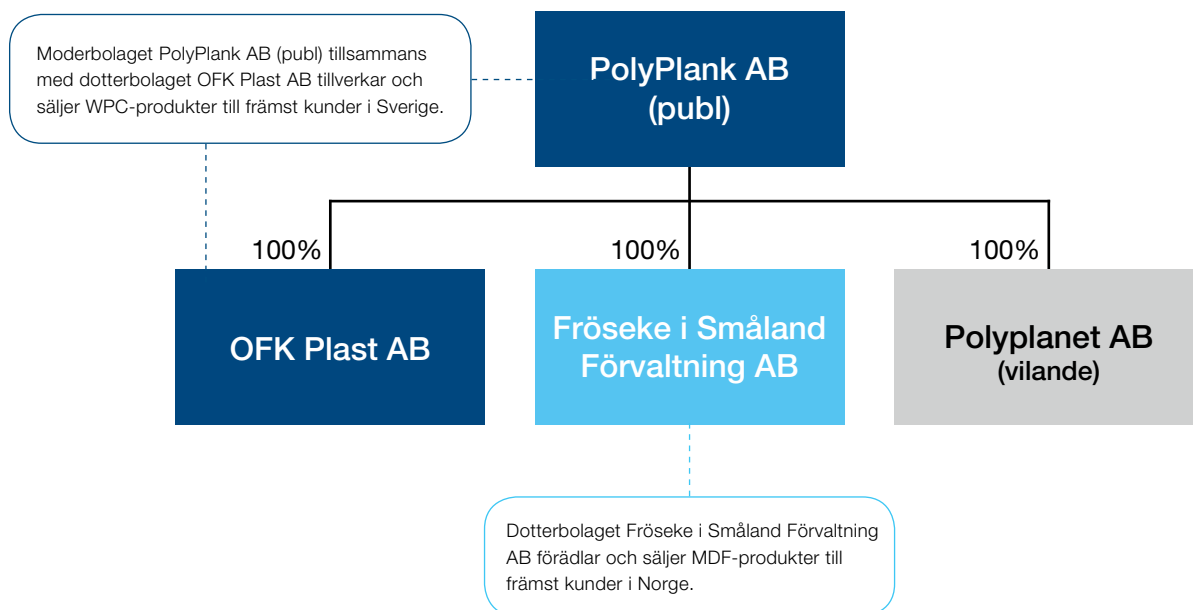 Moderbolaget PolyPlank AB (publ) tillsammans
med dotterbolaget OFK Plast AB tillverkar och
säljer WPC-produkter till främst kunder i Sverige.
PolyPlank AB
(publ)
100%
100%
100%
OFK Plast AB
Fröseke i Småland
Förvaltning AB
Polyplanet AB
(vilande)
Dotterbolaget Fröseke i Småland Förvaltning
AB förädlar och säljer MDF-produkter till
främst kunder i Norge.